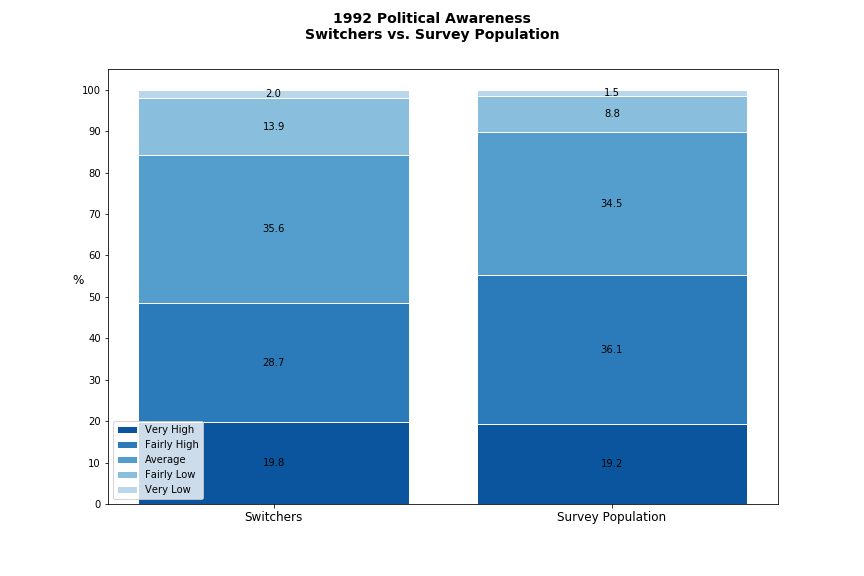 1992 Political Awareness
Switchers vs. Survey Population
100
90
80
70
60
50
40
30
20
10
0
%
2.0
13.9
35.6
28.7
19.8
1.5
8.8
34.5
36.1
19.2
Very High
Fairly High
Average
Fairly Low
Very Low
Switchers
Survey Population